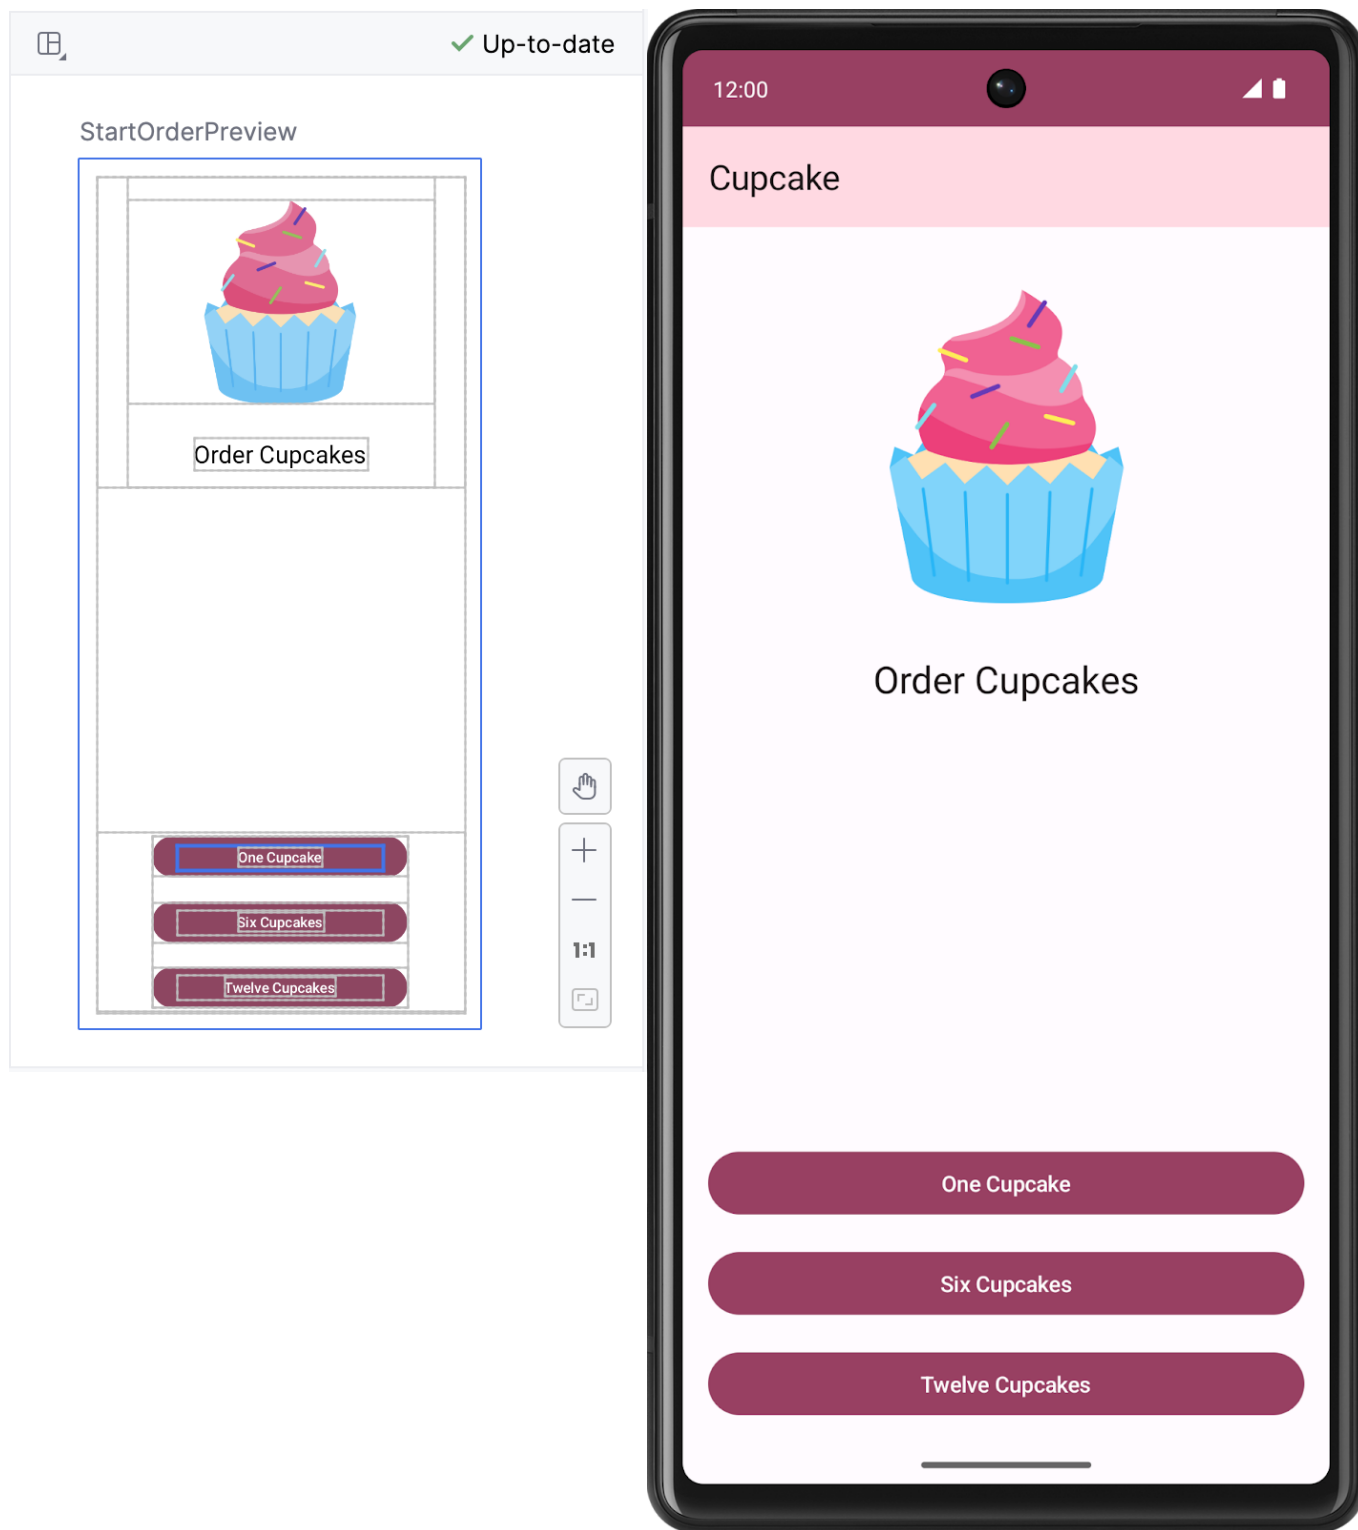 Up-to-date
StartOrderPreview
Order Cupcakes
One Cupcake
Six Cupcakes
Twelve Cupcakes
1:1
12:00
Cupcake
Order Cupcakes
One Cupcake
Six Cupcakes
Twelve Cupcakes